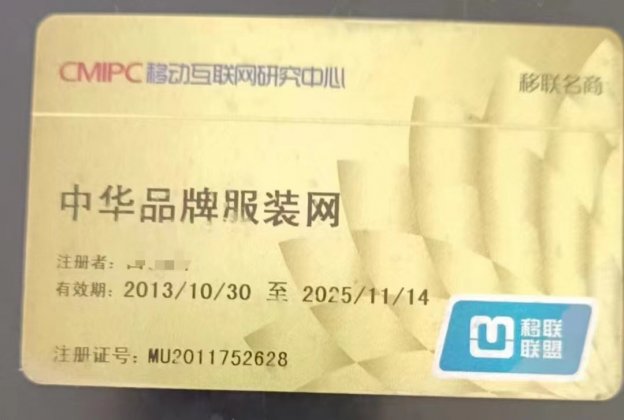 CMIPC 移动互联网研究中心
移联名商
中华品牌服装网
注册者:
有效期: 2013/10/30 至 2025/11/14
注册证号: MU2011752628
移联
联盟